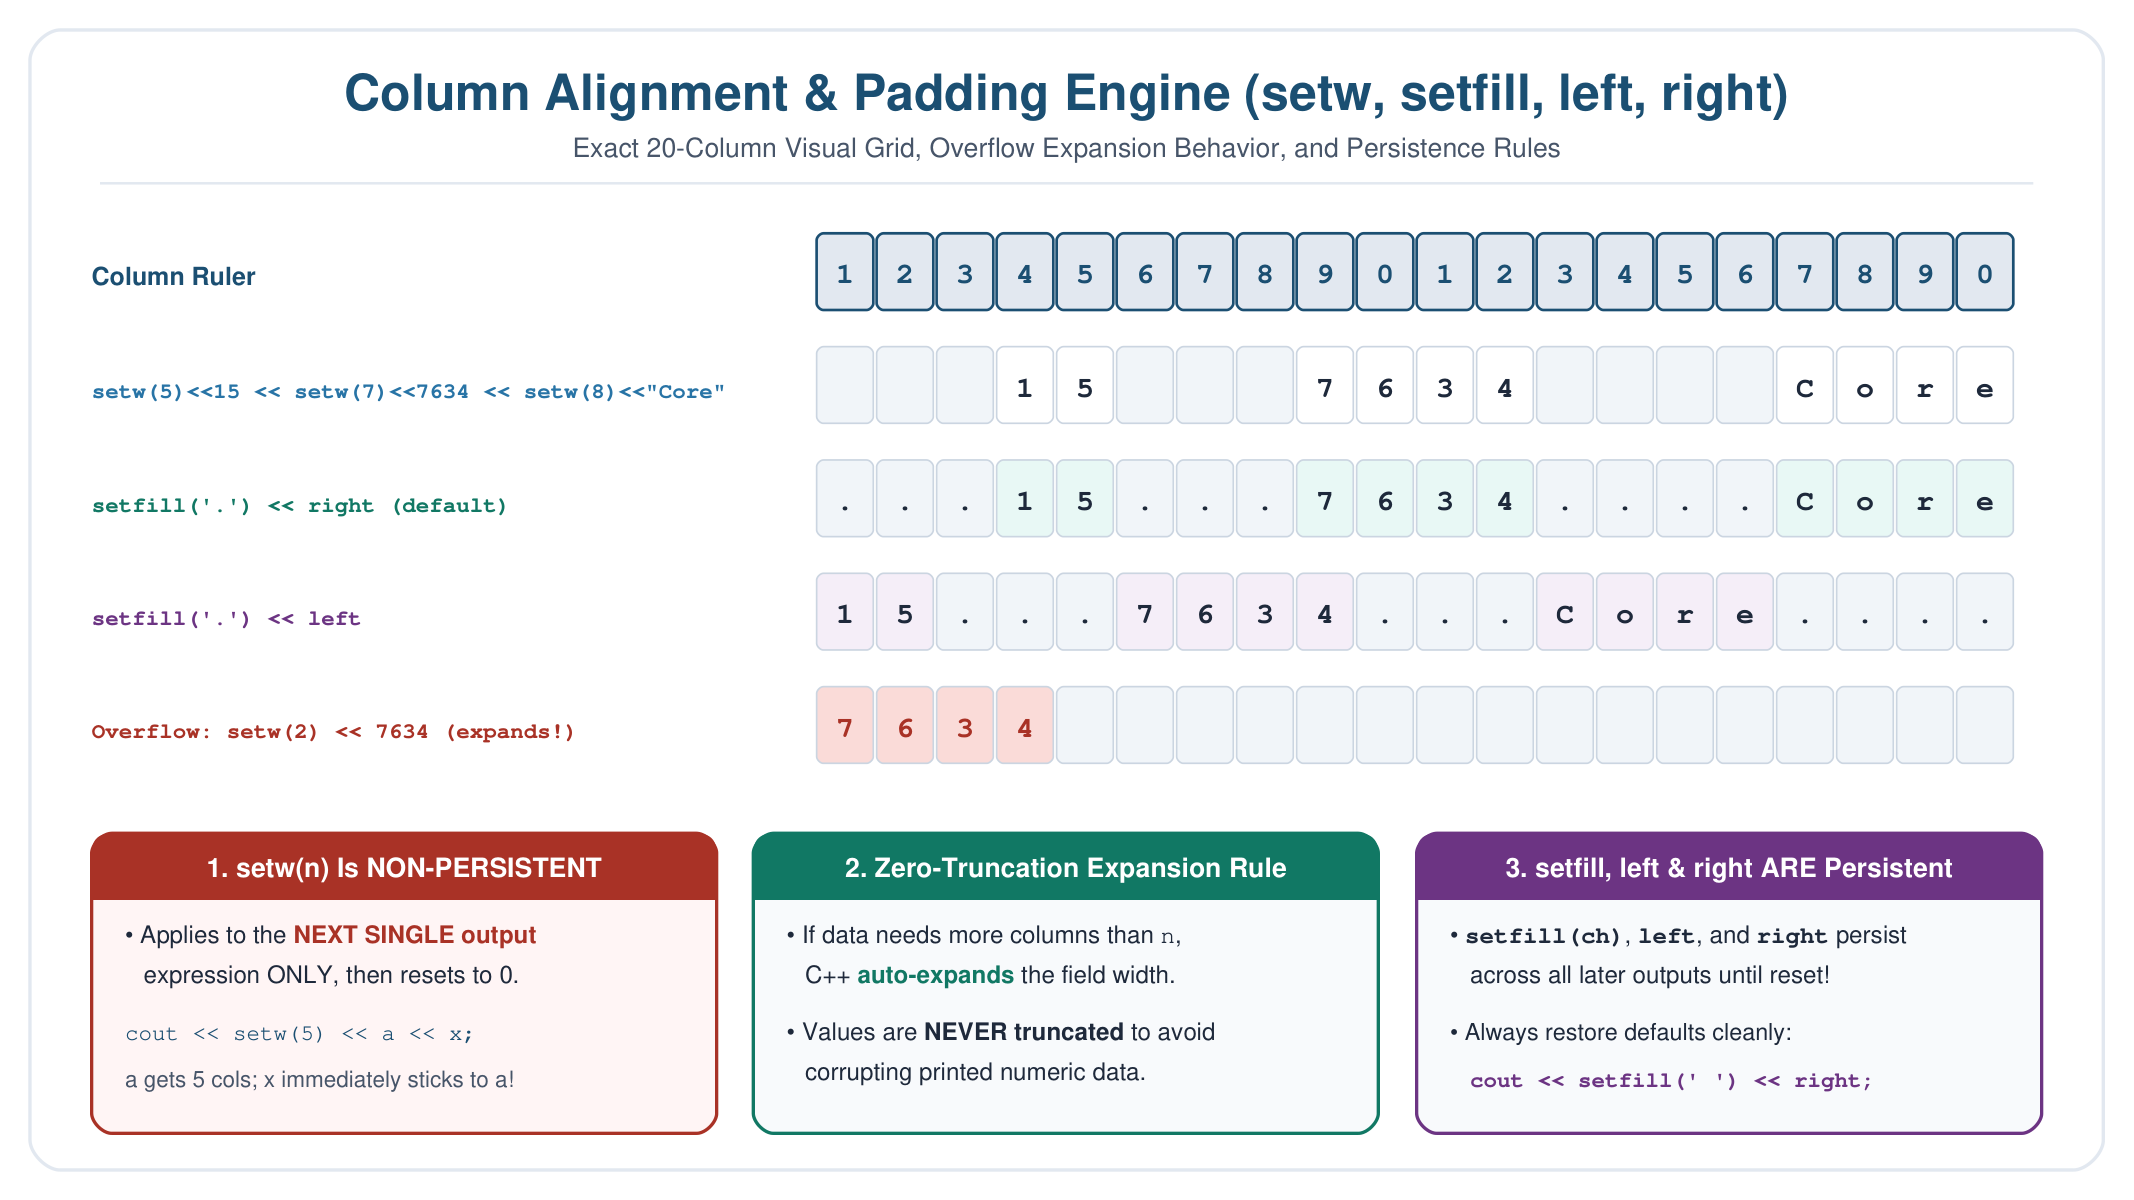 Column Alignment & Padding Engine (setw, setfill, left, right)
Exact 20-Column Visual Grid, Overflow Expansion Behavior, and Persistence Rules
Column Ruler 1 2 3 4 5 6 7 8 9 0 1 2 3 4 5 6 7 8 9 0
setw(5)<<15 << setw(7)<<7634 << setw(8)<<"Core" 1 5 7 6 3 4 C o r e
setfill('.') << right (default) . . . 1 5 . . . 7 6 3 4 . . . . C o r e
setfill('.') << left 1 5 . . . 7 6 3 4 . . . C o r e . . . .
Overflow: setw(2) << 7634 (expands!) 7 6 3 4
1. setw(n) Is NON-PERSISTENT
• Applies to the NEXT SINGLE output
expression ONLY, then resets to 0.
cout << setw(5) << a << x;
a gets 5 cols; x immediately sticks to a!
2. Zero-Truncation Expansion Rule
• If data needs more columns than n,
C++ auto-expands the field width.
• Values are NEVER truncated to avoid
corrupting printed numeric data.
3. setfill, left & right ARE Persistent
• setfill(ch), left, and right persist
across all later outputs until reset!
• Always restore defaults cleanly:
cout << setfill(' ') << right;